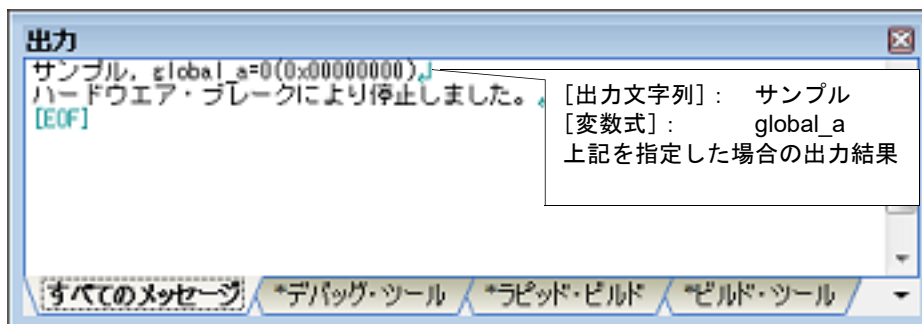 出力
サンプル, global_a=0(0x00000000)↓
ハードウエア・ブレークにより停止しました。↓
[EOF]
[出力文字列]: サンプル
[変数式]: global_a
上記を指定した場合の出力結果
すべてのメッセージ *デバッグ・ツール *ラピッド・ビルド *ビルド・ツール